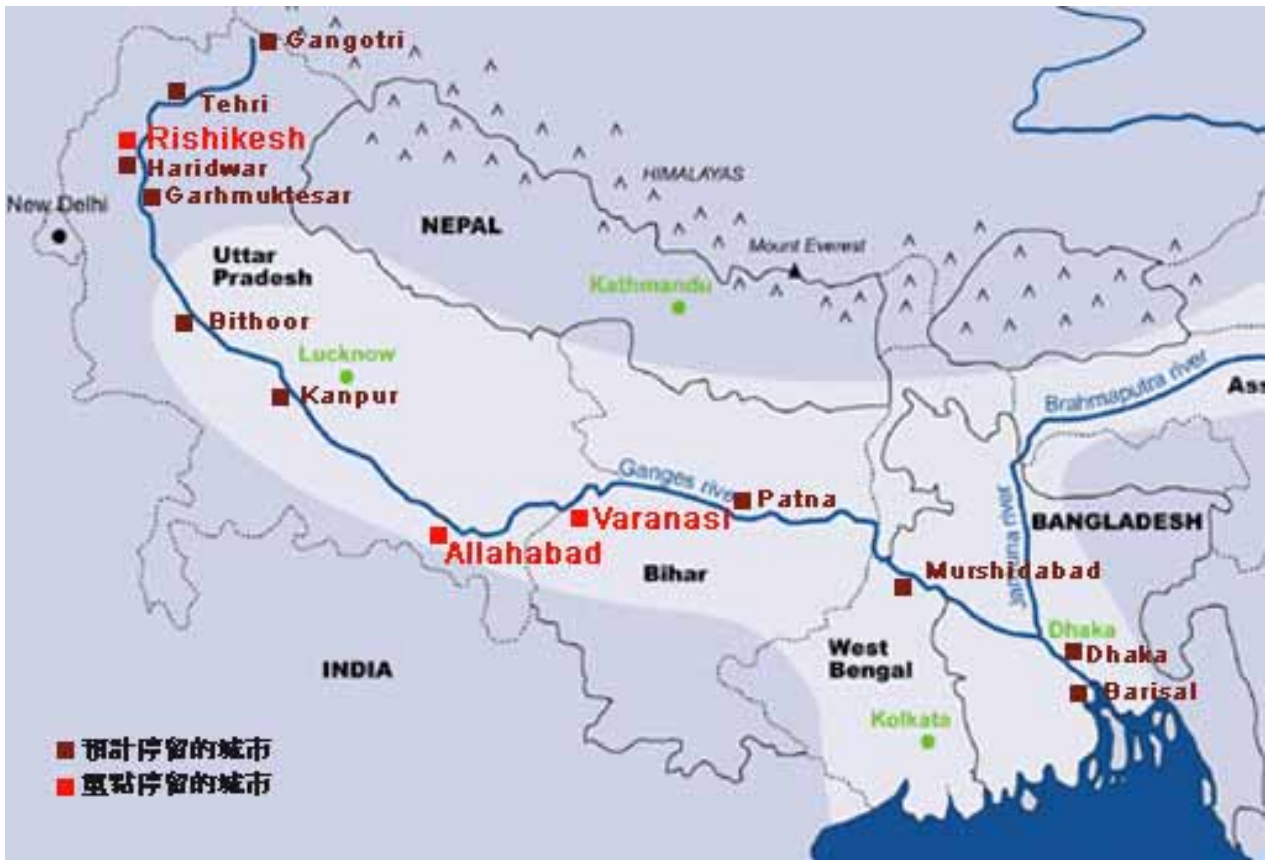 Gangotri
Tehri
Rishikesh
Haridwar
Garhmuktesar
New Delhi
HIMALAYAS
NEPAL
Mount Everest
Uttar
Pradesh
Kathmandu
Bithoor
Lucknow
Kanpur
Brahmaputra river
Ass
Ganges river
Patna
Varanasi
Allahabad
Jamuna river
BANGLADESH
Bihar
Murshidabad
Dhaka
Dhaka
West
Bengal
INDIA
Barisal
Kolkata
預計停留的城市
重點停留的城市